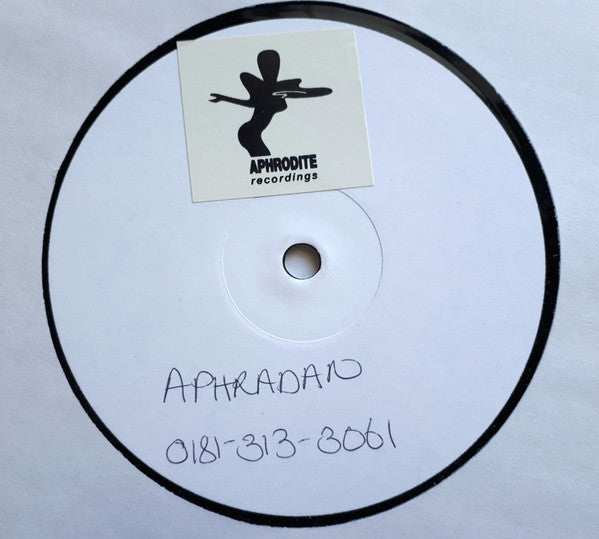 APHRODITE
recordings
APHRADAN
0181-313-3061